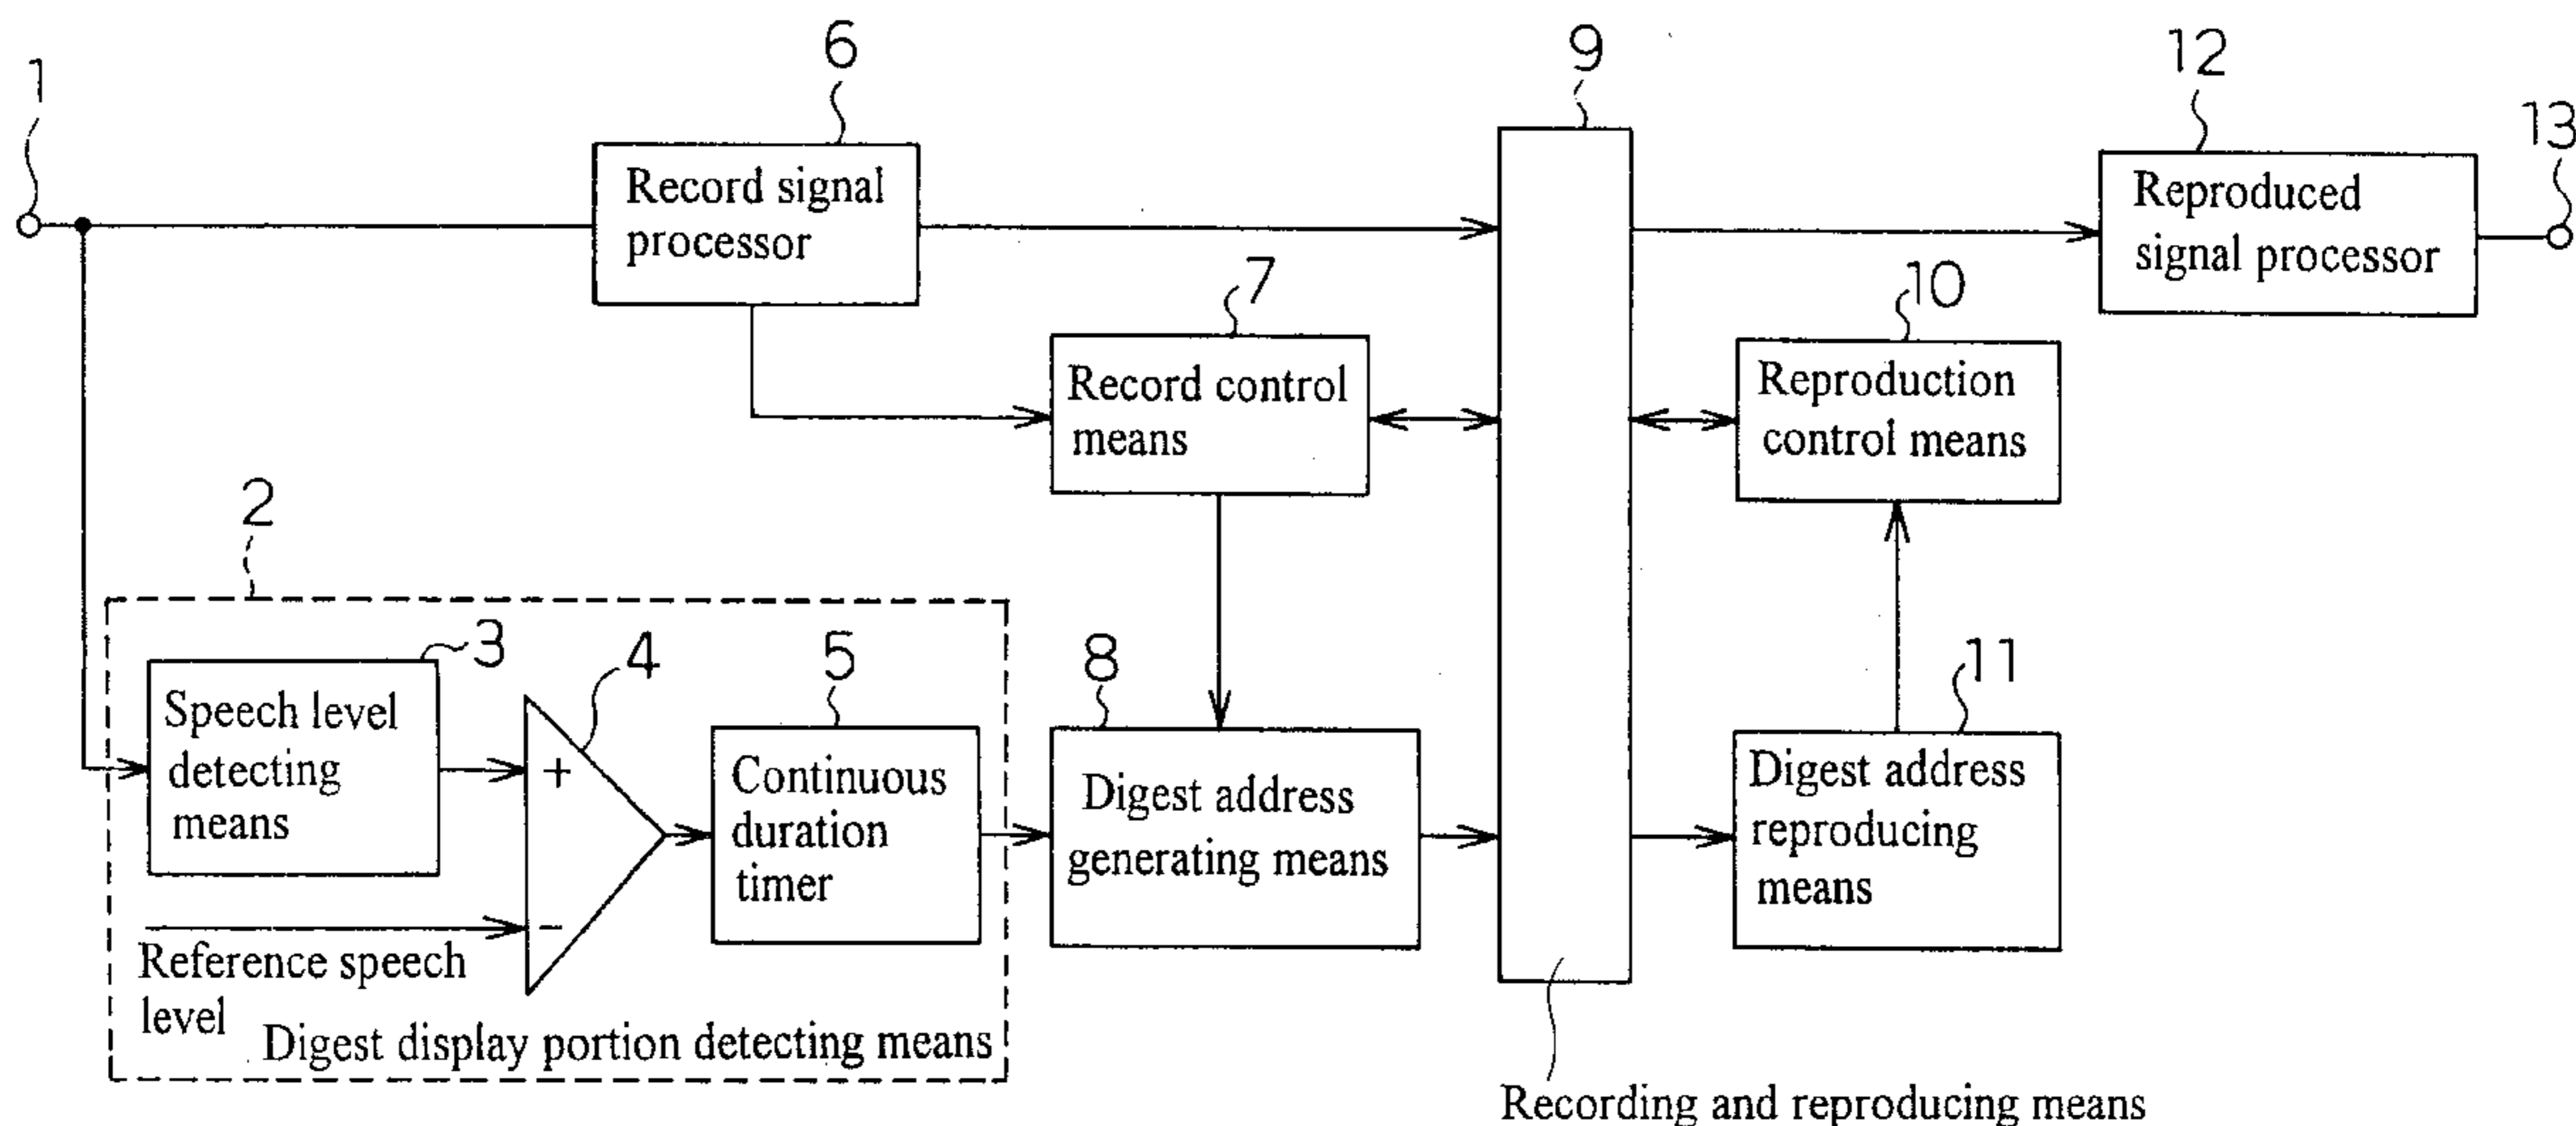 1
6
9
12
13
Record signal
processor
Reproduced
signal processor
7
10
Record control
means
Reproduction
control means
2
3
4
5
8
11
Speech level
detecting
means
+
−
Continuous
duration
timer
Digest address
generating means
Digest address
reproducing
means
Reference speech
level
Digest display portion detecting means
Recording and reproducing means